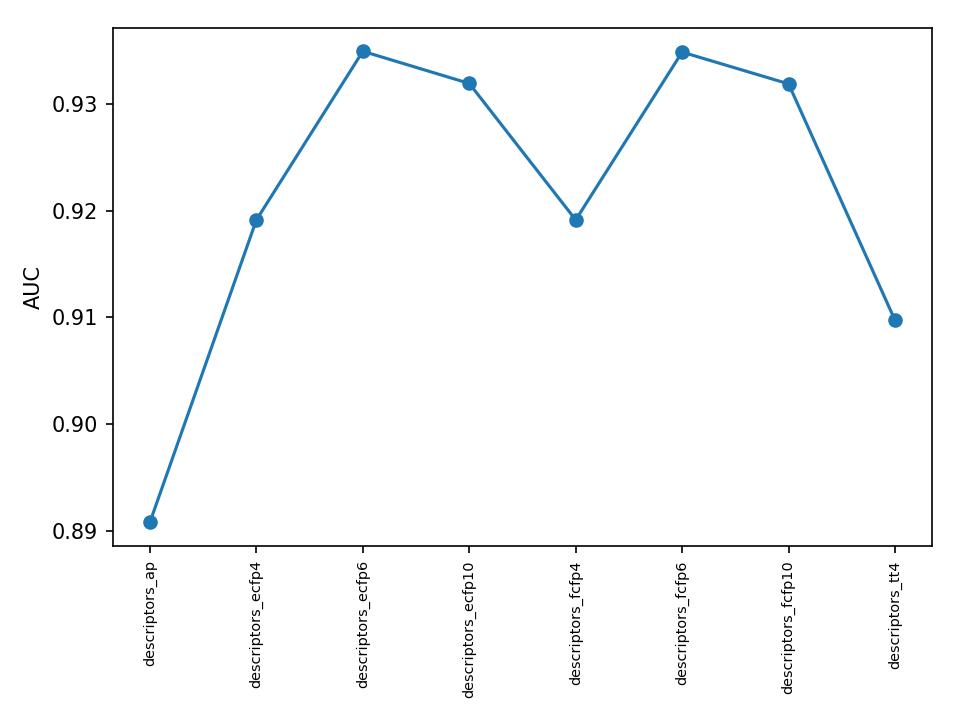 0.93
0.92
0.91
0.90
0.89
AUC
descriptors_ap
descriptors_ecfp4
descriptors_ecfp6
descriptors_ecfp10
descriptors_fcfp4
descriptors_fcfp6
descriptors_fcfp10
descriptors_tt4